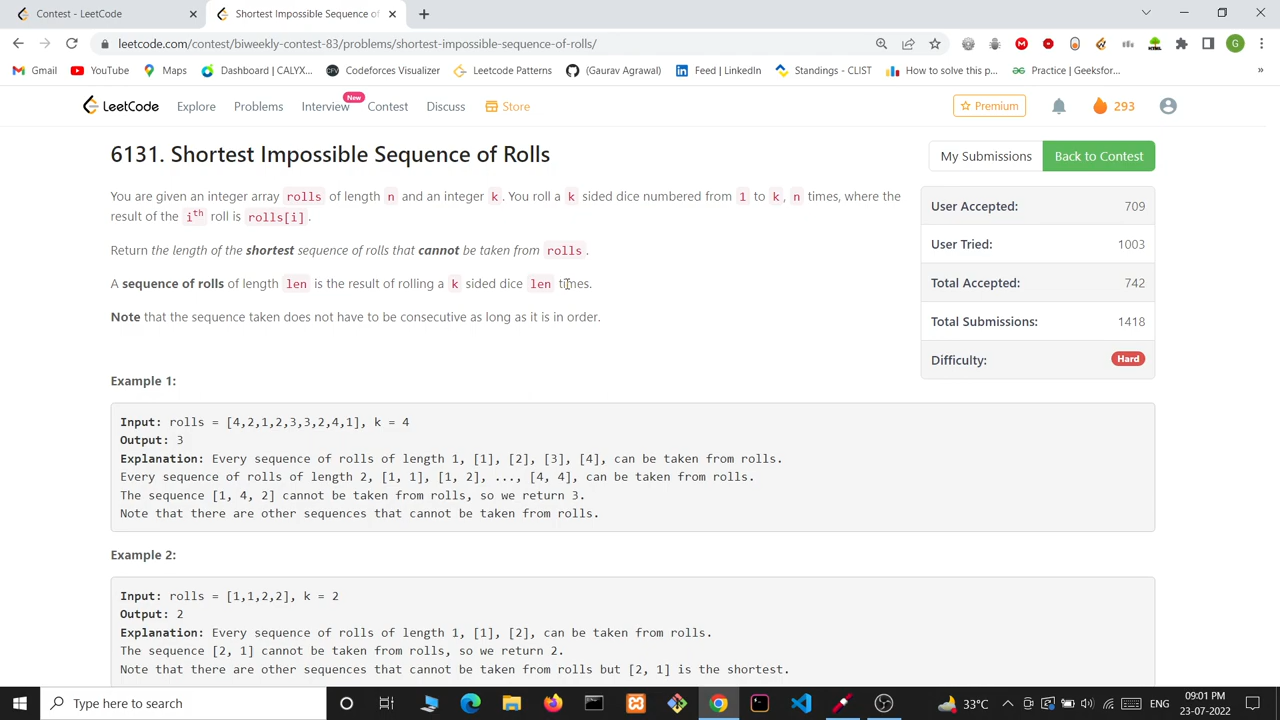 Contest - LeetCode
Shortest Impossible Sequence of
leetcode.com/contest/biweekly-contest-83/problems/shortest-impossible-sequence-of-rolls/
G
Gmail YouTube Maps Dashboard | CALYX... Codeforces Visualizer Leetcode Patterns (Gaurav Agrawal) Feed | LinkedIn Standings - CLIST How to solve this p... Practice | Geeksfor... »
LeetCode Explore Problems Interview New Contest Discuss Store Premium 293
6131. Shortest Impossible Sequence of Rolls
My Submissions Back to Contest
You are given an integer array rolls of length n and an integer k. You roll a k sided dice numbered from 1 to k, n times, where the
result of the ith roll is rolls[i].
Return the length of the shortest sequence of rolls that cannot be taken from rolls.
A sequence of rolls of length len is the result of rolling a k sided dice len times.
Note that the sequence taken does not have to be consecutive as long as it is in order.
User Accepted: 709
User Tried: 1003
Total Accepted: 742
Total Submissions: 1418
Difficulty: Hard
Example 1:
Input: rolls = [4,2,1,2,3,3,2,4,1], k = 4
Output: 3
Explanation: Every sequence of rolls of length 1, [1], [2], [3], [4], can be taken from rolls.
Every sequence of rolls of length 2, [1, 1], [1, 2], ..., [4, 4], can be taken from rolls.
The sequence [1, 4, 2] cannot be taken from rolls, so we return 3.
Note that there are other sequences that cannot be taken from rolls.
Example 2:
Input: rolls = [1,1,2,2], k = 2
Output: 2
Explanation: Every sequence of rolls of length 1, [1], [2], can be taken from rolls.
The sequence [2, 1] cannot be taken from rolls, so we return 2.
Note that there are other sequences that cannot be taken from rolls but [2, 1] is the shortest.
Type here to search
33°C ENG
09:01 PM
23-07-2022